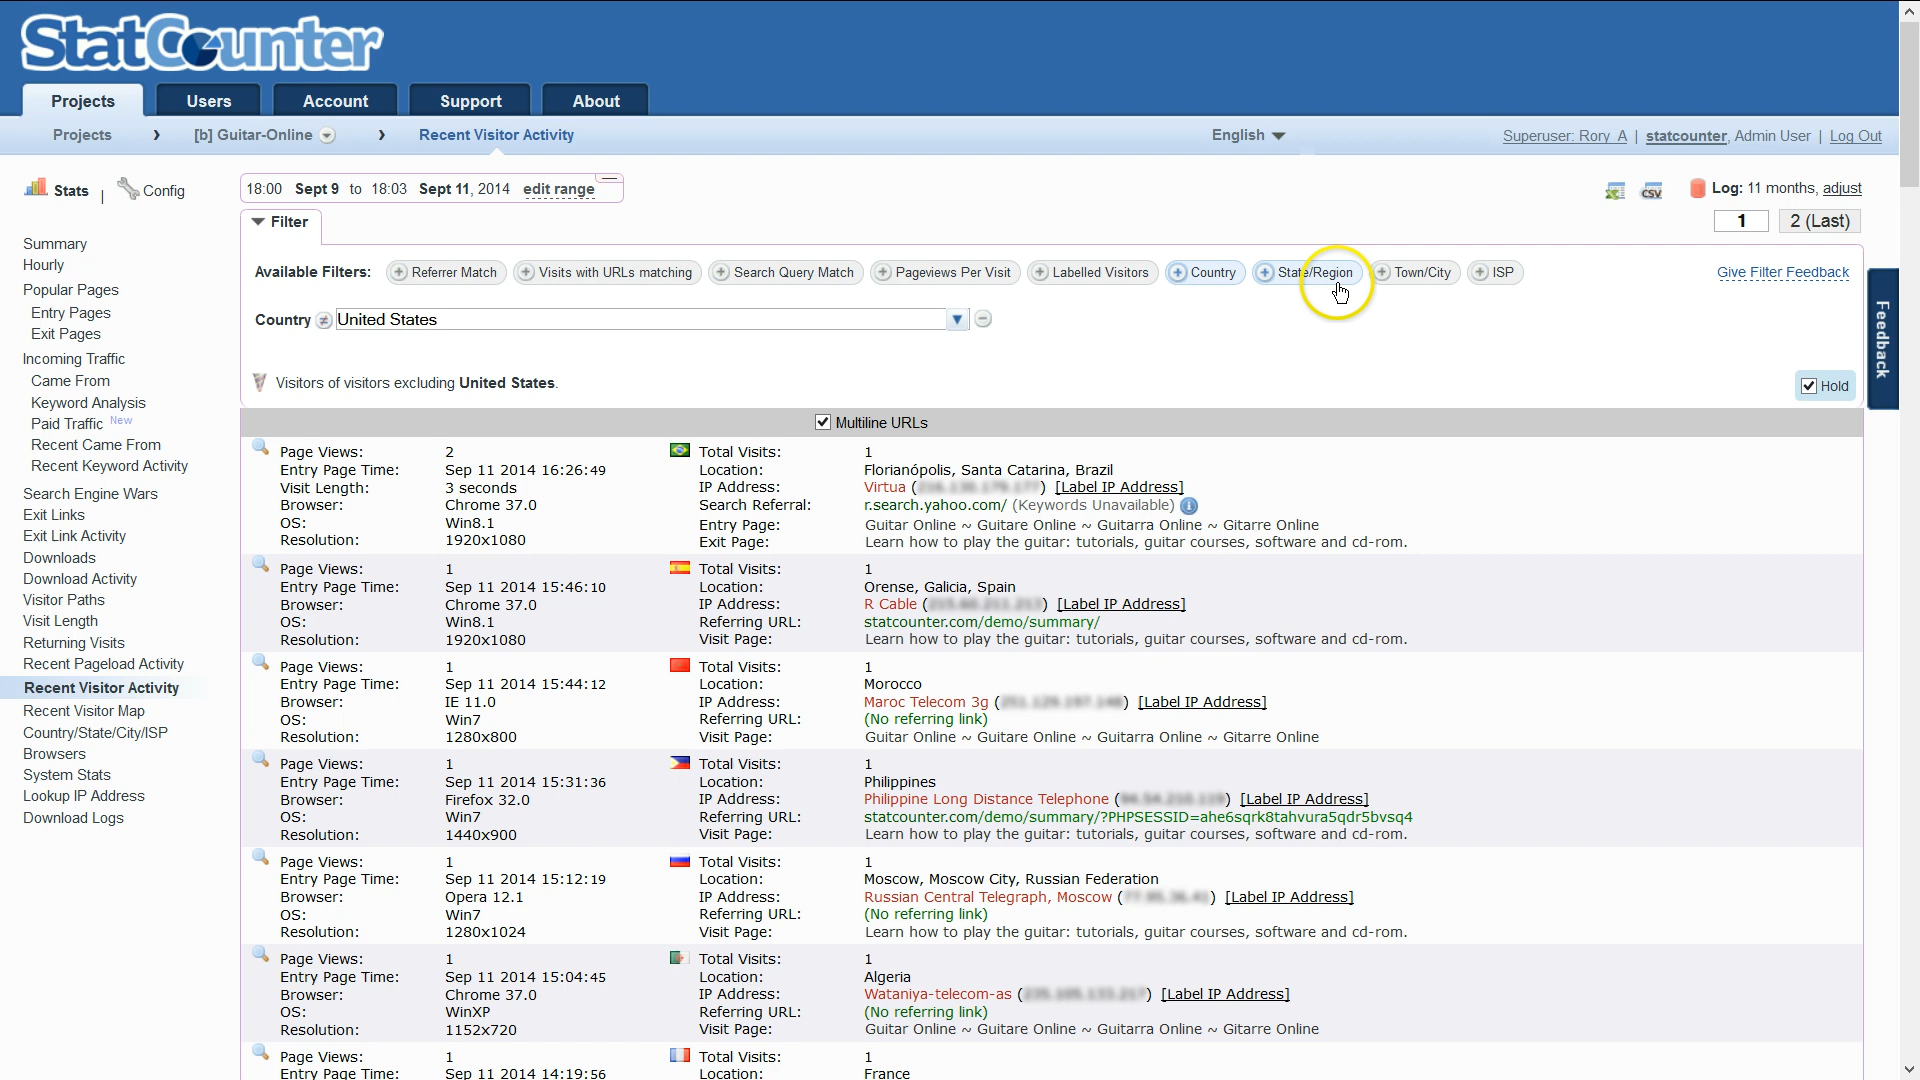 StatCounter
Projects Users Account Support About
Projects › [b] Guitar-Online › Recent Visitor Activity English Superuser: Rory A | statcounter, Admin User | Log Out
Stats | Config
18:00 Sept 9 to 18:03 Sept 11, 2014 edit range
CSV Log: 11 months, adjust
Filter
1 2 (Last)
Available Filters: Referrer Match Visits with URLs matching Search Query Match Pageviews Per Visit Labelled Visitors Country State/Region Town/City ISP Give Filter Feedback
Country ≠ United States
Visitors of visitors excluding United States.
Hold
Feedback
Multiline URLs
Summary
Hourly
Popular Pages
Entry Pages
Exit Pages
Incoming Traffic
Came From
Keyword Analysis
Paid Traffic New
Recent Came From
Recent Keyword Activity
Search Engine Wars
Exit Links
Exit Link Activity
Downloads
Download Activity
Visitor Paths
Visit Length
Returning Visits
Recent Pageload Activity
Recent Visitor Activity
Recent Visitor Map
Country/State/City/ISP
Browsers
System Stats
Lookup IP Address
Download Logs
Page Views: 2 Total Visits: 1
Entry Page Time: Sep 11 2014 16:26:49 Location: Florianópolis, Santa Catarina, Brazil
Visit Length: 3 seconds IP Address: Virtua ( ) [Label IP Address]
Browser: Chrome 37.0 Search Referral: r.search.yahoo.com/ (Keywords Unavailable)
OS: Win8.1 Entry Page: Guitar Online ~ Guitare Online ~ Guitarra Online ~ Gitarre Online
Resolution: 1920x1080 Exit Page: Learn how to play the guitar: tutorials, guitar courses, software and cd-rom.
Page Views: 1 Total Visits: 1
Entry Page Time: Sep 11 2014 15:46:10 Location: Orense, Galicia, Spain
Browser: Chrome 37.0 IP Address: R Cable ( ) [Label IP Address]
OS: Win8.1 Referring URL: statcounter.com/demo/summary/
Resolution: 1920x1080 Visit Page: Learn how to play the guitar: tutorials, guitar courses, software and cd-rom.
Page Views: 1 Total Visits: 1
Entry Page Time: Sep 11 2014 15:44:12 Location: Morocco
Browser: IE 11.0 IP Address: Maroc Telecom 3g ( ) [Label IP Address]
OS: Win7 Referring URL: (No referring link)
Resolution: 1280x800 Visit Page: Guitar Online ~ Guitare Online ~ Guitarra Online ~ Gitarre Online
Page Views: 1 Total Visits: 1
Entry Page Time: Sep 11 2014 15:31:36 Location: Philippines
Browser: Firefox 32.0 IP Address: Philippine Long Distance Telephone ( ) [Label IP Address]
OS: Win7 Referring URL: statcounter.com/demo/summary/?PHPSESSID=ahe6sqrk8tahvura5qdr5bvsq4
Resolution: 1440x900 Visit Page: Learn how to play the guitar: tutorials, guitar courses, software and cd-rom.
Page Views: 1 Total Visits: 1
Entry Page Time: Sep 11 2014 15:12:19 Location: Moscow, Moscow City, Russian Federation
Browser: Opera 12.1 IP Address: Russian Central Telegraph, Moscow ( ) [Label IP Address]
OS: Win7 Referring URL: (No referring link)
Resolution: 1280x1024 Visit Page: Learn how to play the guitar: tutorials, guitar courses, software and cd-rom.
Page Views: 1 Total Visits: 1
Entry Page Time: Sep 11 2014 15:04:45 Location: Algeria
Browser: Chrome 37.0 IP Address: Wataniya-telecom-as ( ) [Label IP Address]
OS: WinXP Referring URL: (No referring link)
Resolution: 1152x720 Visit Page: Guitar Online ~ Guitare Online ~ Guitarra Online ~ Gitarre Online
Page Views: 1 Total Visits: 1
Entry Page Time: Sep 11 2014 14:19:56 Location: France